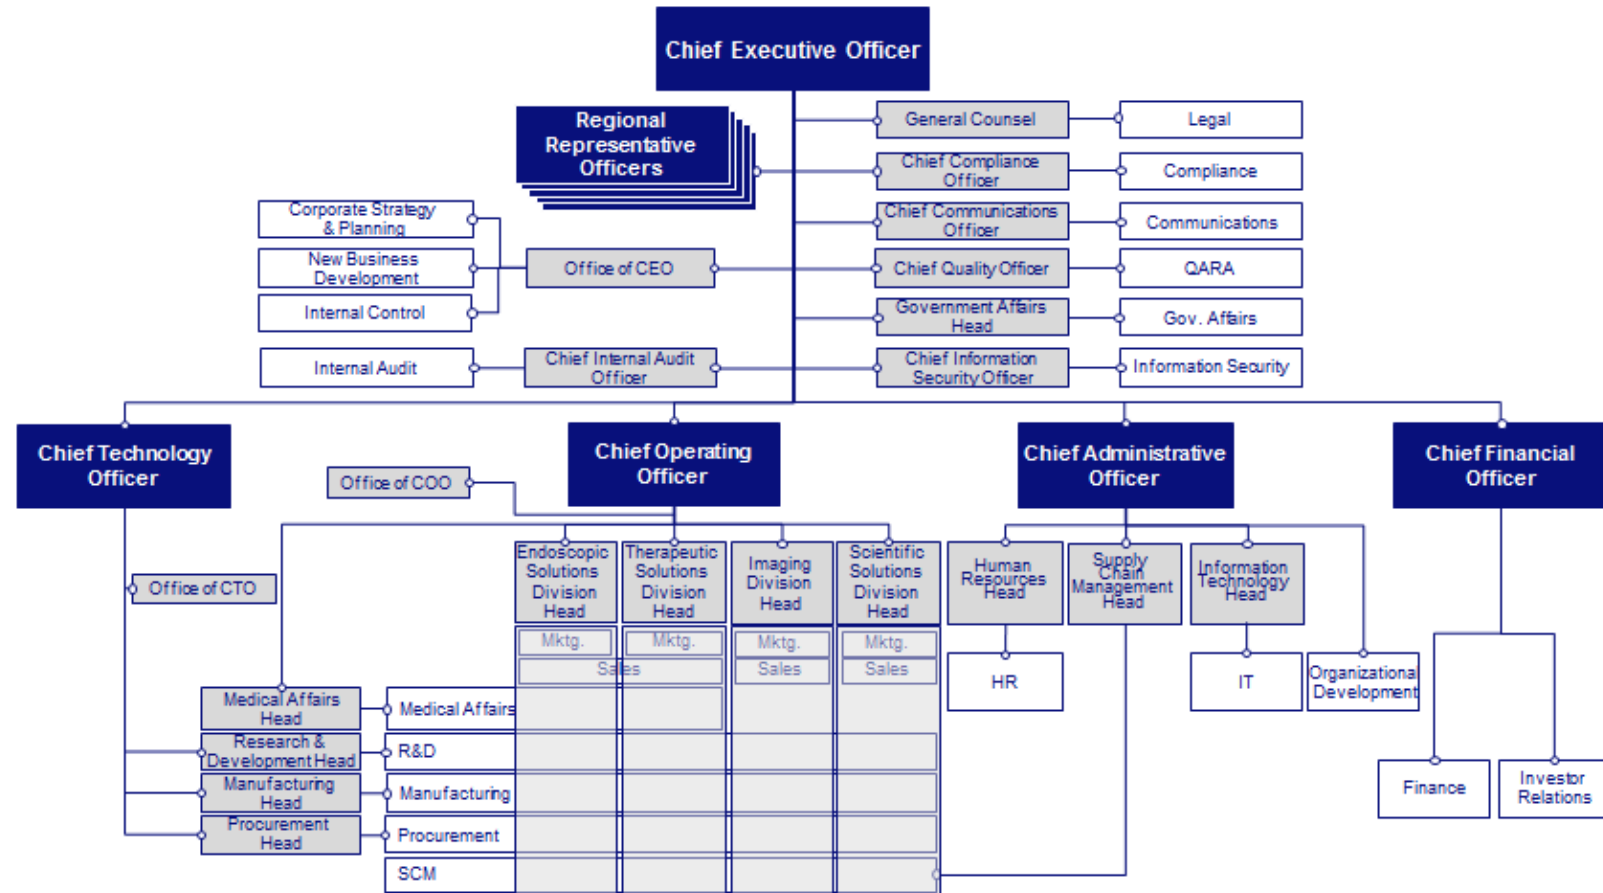 Chief Executive Officer
Regional
Representative
Officers
General Counsel
Legal
Chief Compliance
Officer
Compliance
Corporate Strategy
& Planning
Chief Communications
Officer
Communications
New Business
Development
Office of CEO
Chief Quality Officer
QARA
Internal Control
Government Affairs
Head
Gov. Affairs
Internal Audit
Chief Internal Audit
Officer
Chief Information
Security Officer
Information Security
Chief Technology
Officer
Chief Operating
Officer
Chief Administrative
Officer
Chief Financial
Officer
Office of COO
Office of CTO
Endoscopic
Solutions
Division
Head
Therapeutic
Solutions
Division
Head
Imaging
Division
Head
Scientific
Solutions
Division
Head
Human
Resources
Head
Supply
Chain
Management
Head
Information
Technology
Head
Mktg.
Mktg.
Mktg.
Mktg.
Sales
Sales
Sales
HR
IT
Organizational
Development
Medical Affairs
Head
Medical Affairs
Research &
Development Head
R&D
Manufacturing
Head
Manufacturing
Procurement
Head
Procurement
SCM
Finance
Investor
Relations